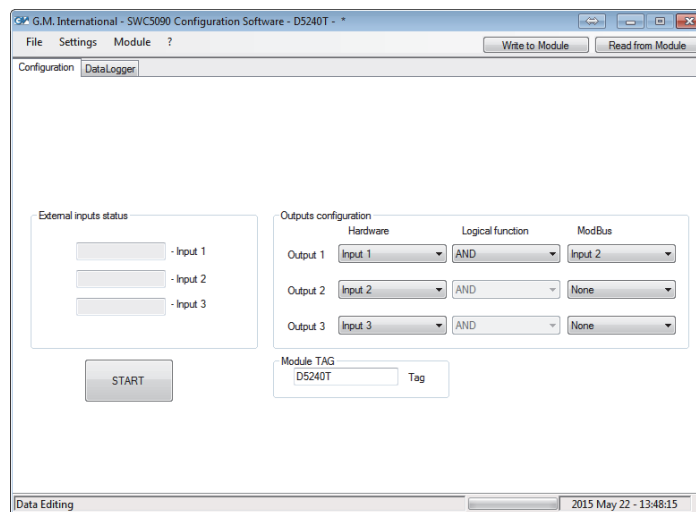 G.M. International - SWC5090 Configuration Software - D5240T - *
File Settings Module ? Write to Module Read from Module
Configuration DataLogger
External inputs status
- Input 1
- Input 2
- Input 3
START
Outputs configuration
Hardware Logical function ModBus
Output 1 Input 1 AND Input 2
Output 2 Input 2 AND None
Output 3 Input 3 AND None
Module TAG
D5240T Tag
Data Editing 2015 May 22 - 13:48:15